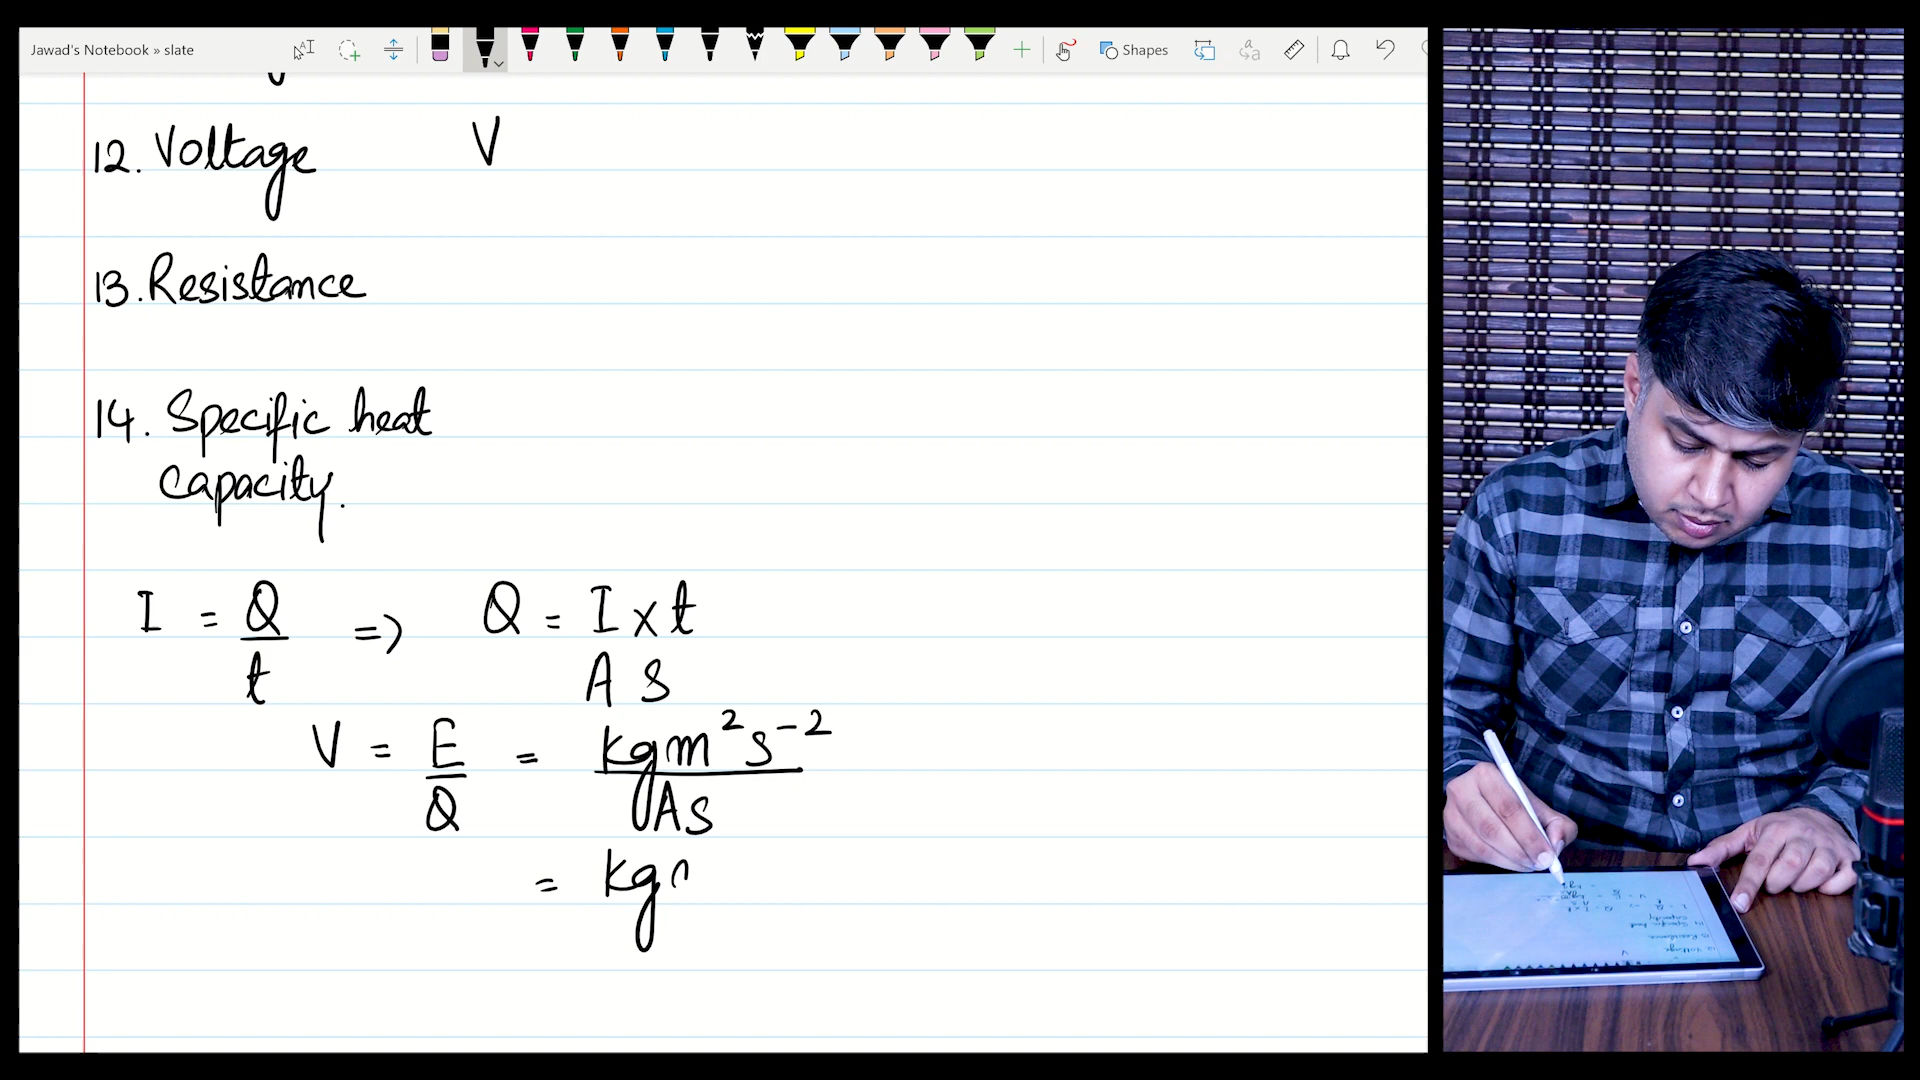 Jawad's Notebook » slate
Shapes
12. Voltage V
13. Resistance
14. Specific heat
capacity.
I = Q/t => Q = I x t
A s
V = E/Q = kgm²s⁻²/As
= kg